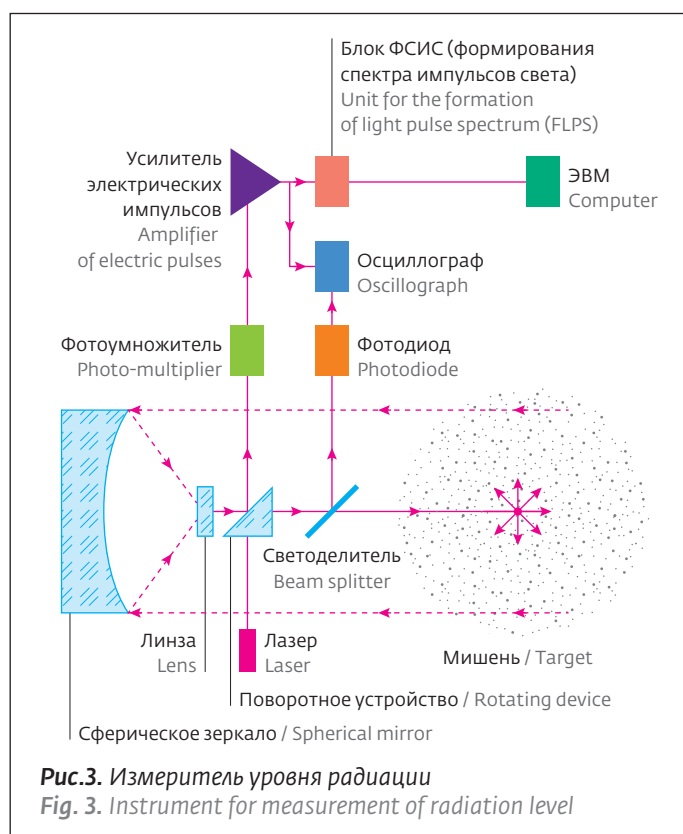 Блок ФСИС (формирования
спектра импульсов света)
Unit for the formation
of light pulse spectrum (FLPS)
Усилитель
электрических
импульсов
Amplifier
of electric pulses
ЭВМ
Computer
Осциллограф
Oscillograph
Фотоумножитель
Photo-multiplier
Фотодиод
Photodiode
Светоделитель
Beam splitter
Линза
Lens
Лазер
Laser
Мишень / Target
Поворотное устройство / Rotating device
Сферическое зеркало / Spherical mirror
Рис.3. Измеритель уровня радиации
Fig. 3. Instrument for measurement of radiation level